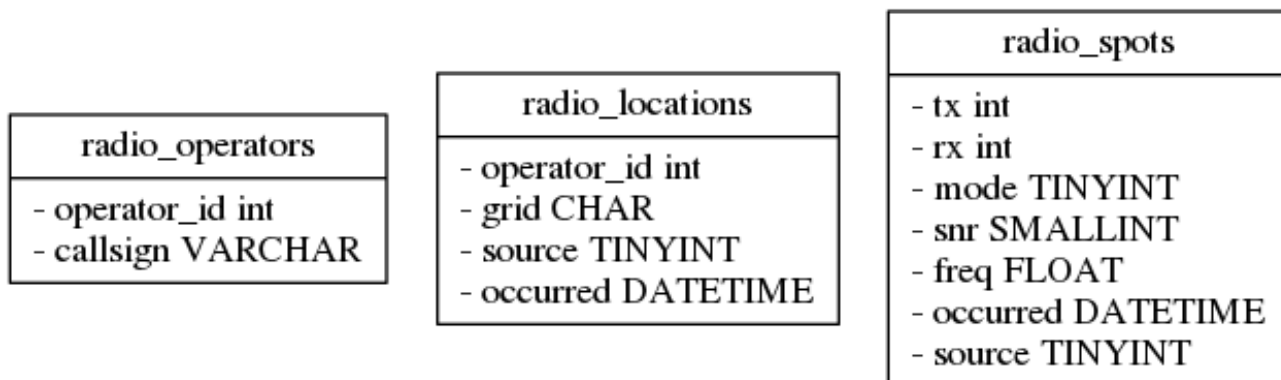 radio_operators
- operator_id int
- callsign VARCHAR
radio_locations
- operator_id int
- grid CHAR
- source TINYINT
- occurred DATETIME
radio_spots
- tx int
- rx int
- mode TINYINT
- snr SMALLINT
- freq FLOAT
- occurred DATETIME
- source TINYINT